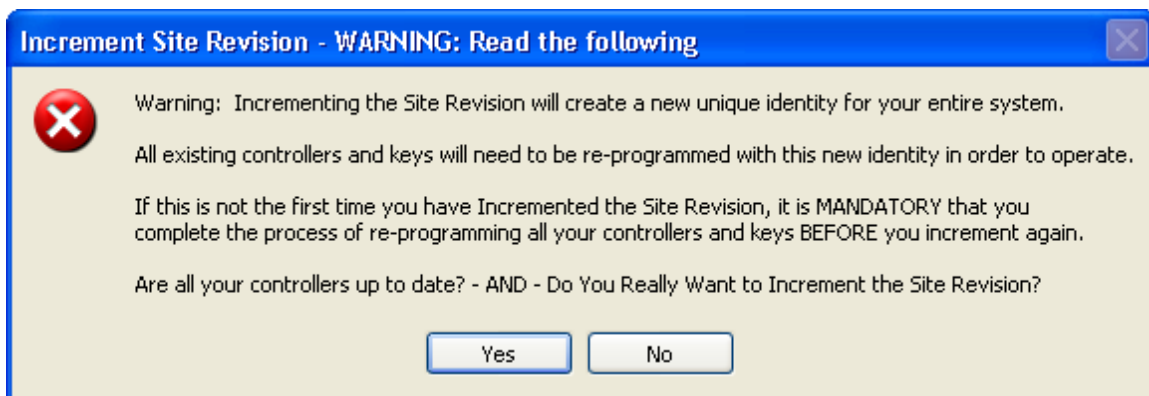 Increment Site Revision - WARNING: Read the following
Warning:  Incrementing the Site Revision will create a new unique identity for your entire system.
All existing controllers and keys will need to be re-programmed with this new identity in order to operate.
If this is not the first time you have Incremented the Site Revision, it is MANDATORY that you
complete the process of re-programming all your controllers and keys BEFORE you increment again.
Are all your controllers up to date? - AND - Do You Really Want to Increment the Site Revision?
Yes
No